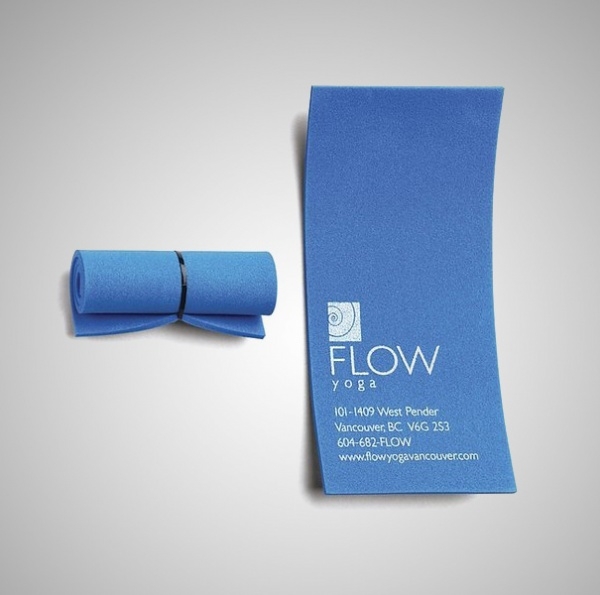 FLOW
yoga
101-1409 West Pender
Vancouver, BC V6G 2S3
604-682-FLOW
www.flowyogavancouver.com